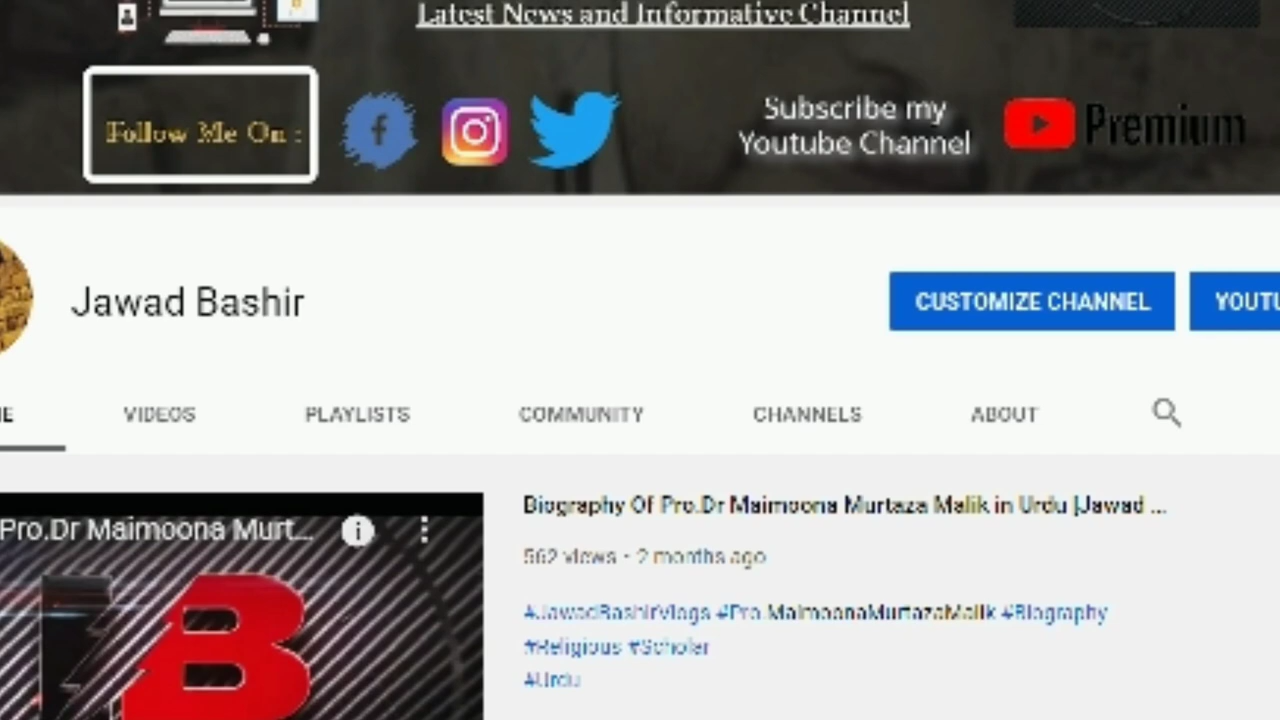 Latest News and Informative Channel
Follow Me On :
Subscribe my
Youtube Channel
Premium
Jawad Bashir
CUSTOMIZE CHANNEL
YOUTU
E
VIDEOS
PLAYLISTS
COMMUNITY
CHANNELS
ABOUT
Pro.Dr Maimoona Murt...
Biography Of Pro.Dr Maimoona Murtaza Malik in Urdu |Jawad ...
562 views • 2 months ago
#JawadBashirVlogs #Pro.MaimoonaMurtazaMalik #Biography
#Religious #Scholar
#Urdu
B